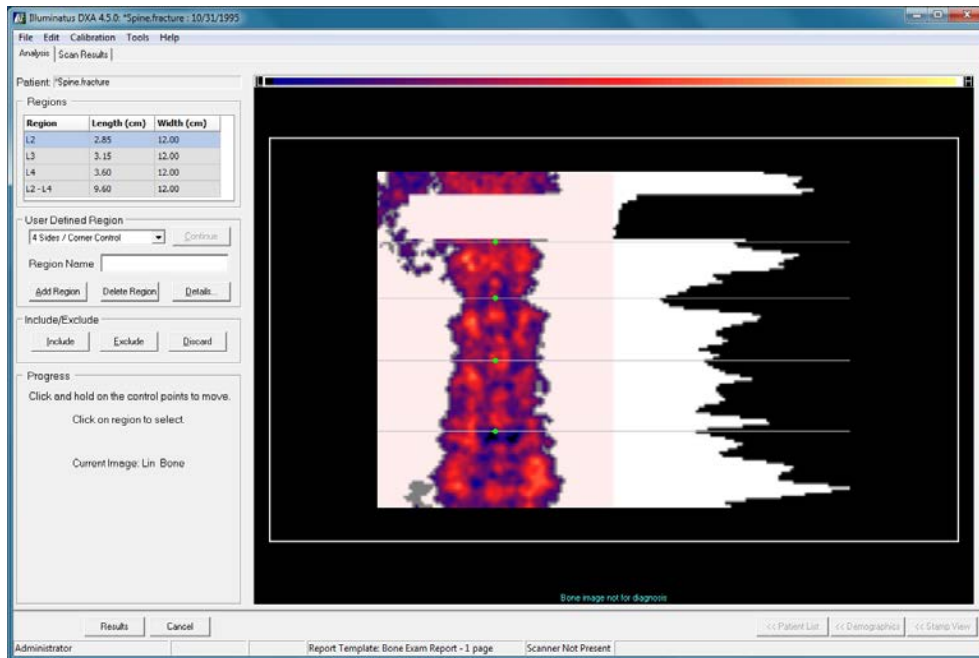 Illuminatus DXA 4.5.0: *Spine.fracture : 10/31/1995
File Edit Calibration Tools Help
Analysis Scan Results
Patient: *Spine.fracture
L H
Regions
Region Length (cm) Width (cm)
L2 2.85 12.00
L3 3.15 12.00
L4 3.60 12.00
L2 - L4 9.60 12.00
User Defined Region
4 Sides / Corner Control Continue
Region Name
Add Region Delete Region Details...
Include/Exclude
Include Exclude Discard
Progress
Click and hold on the control points to move.
Click on region to select.
Current Image: Lin Bone
Bone image not for diagnosis
Results Cancel << Patient List << Demographics << Stamp View
Administrator Report Template: Bone Exam Report - 1 page Scanner Not Present